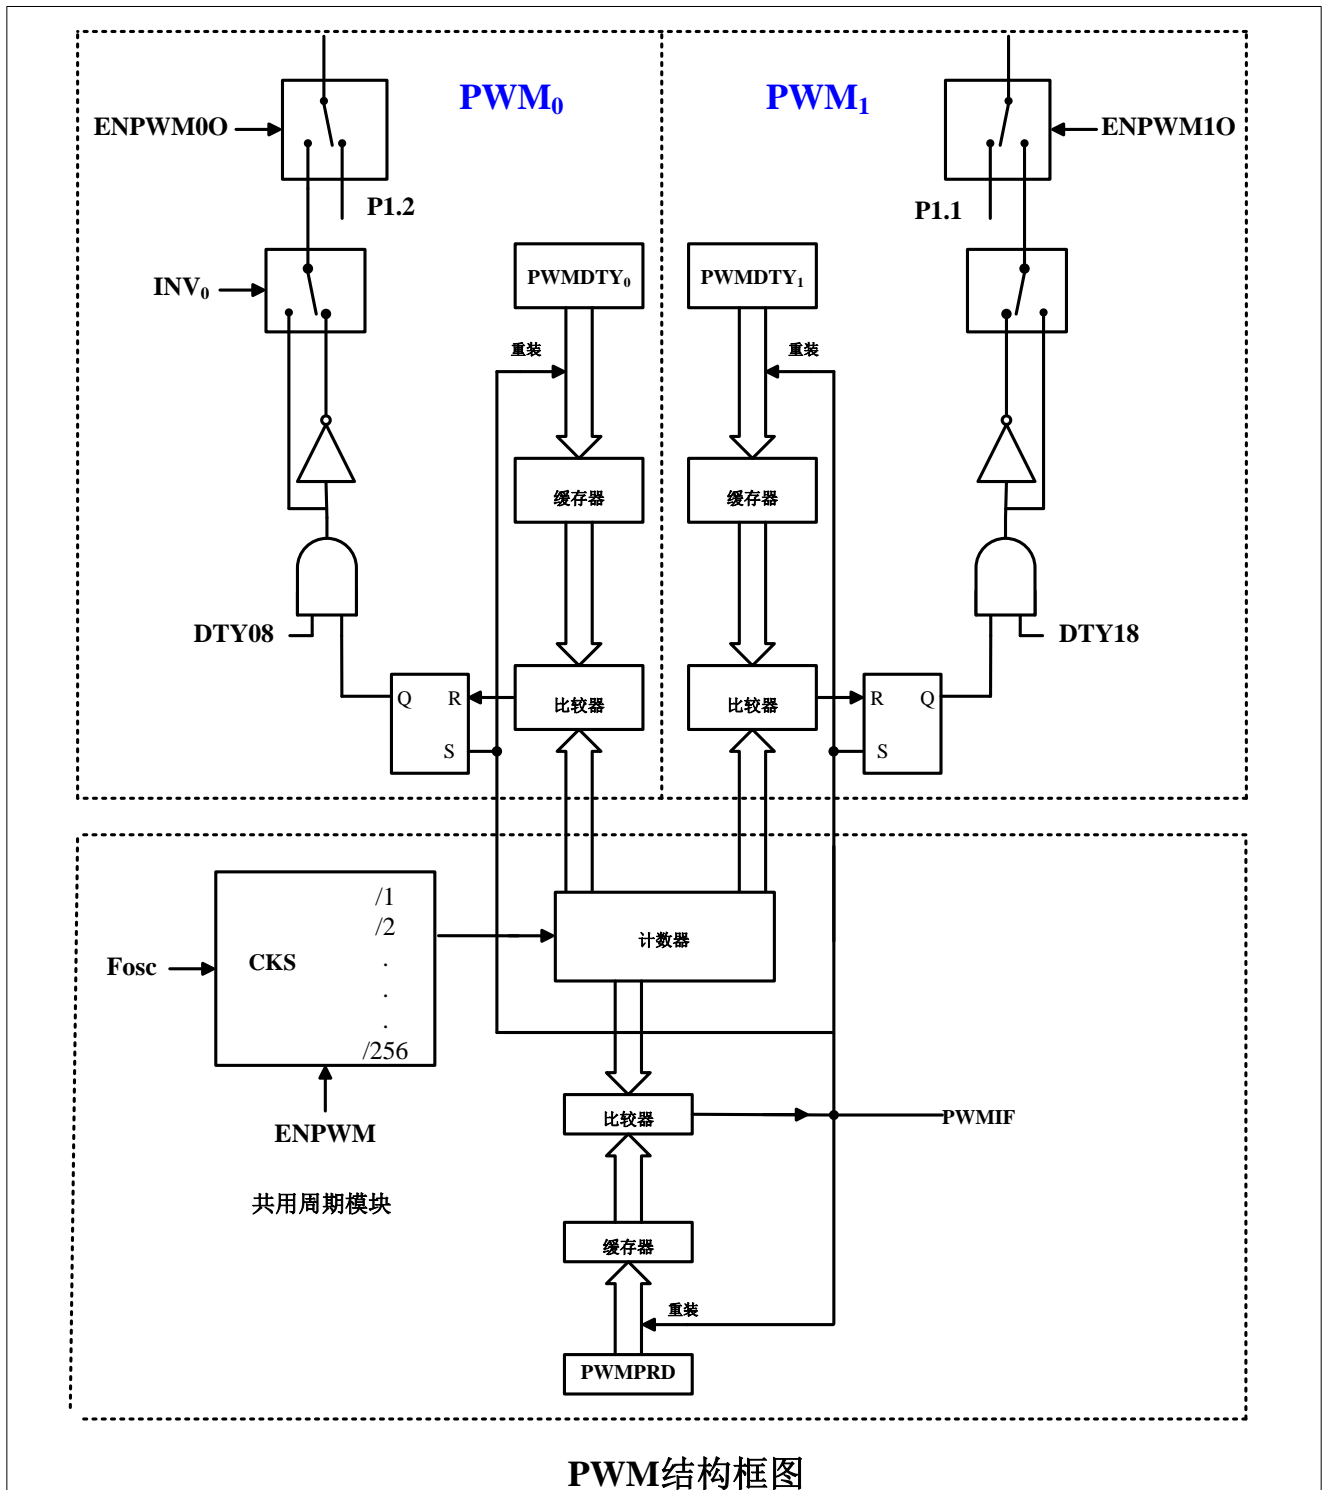 PWM₀
PWM₁
ENPWM0O
ENPWM1O
P1.2
P1.1
INV₀
PWMDTY₀
PWMDTY₁
重装
重装
缓存器
缓存器
DTY08
DTY18
Q
R
S
比较器
比较器
R
Q
S
Fosc
CKS
/1
/2
.
.
.
/256
计数器
ENPWM
比较器
PWMIF
共用周期模块
缓存器
重装
PWMPRD
PWM结构框图